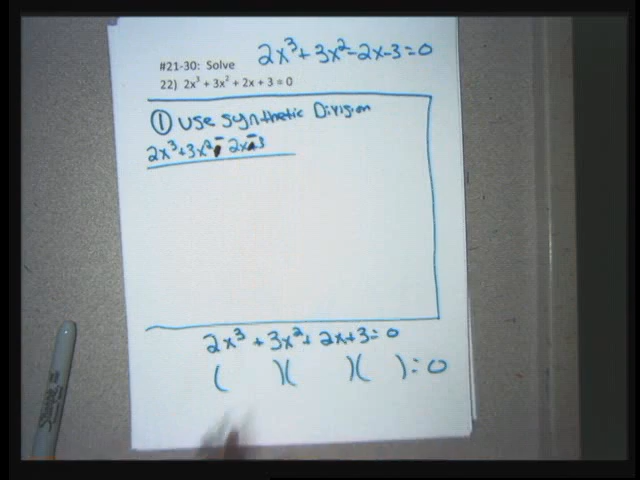 2x³ + 3x² - 2x - 3 = 0
#21-30: Solve
22) 2x³ + 3x² + 2x + 3 = 0
① Use Synthetic Division
2x³ + 3x² - 2x - 3
2x³ + 3x² + 2x + 3 = 0
( )( )( ) = 0